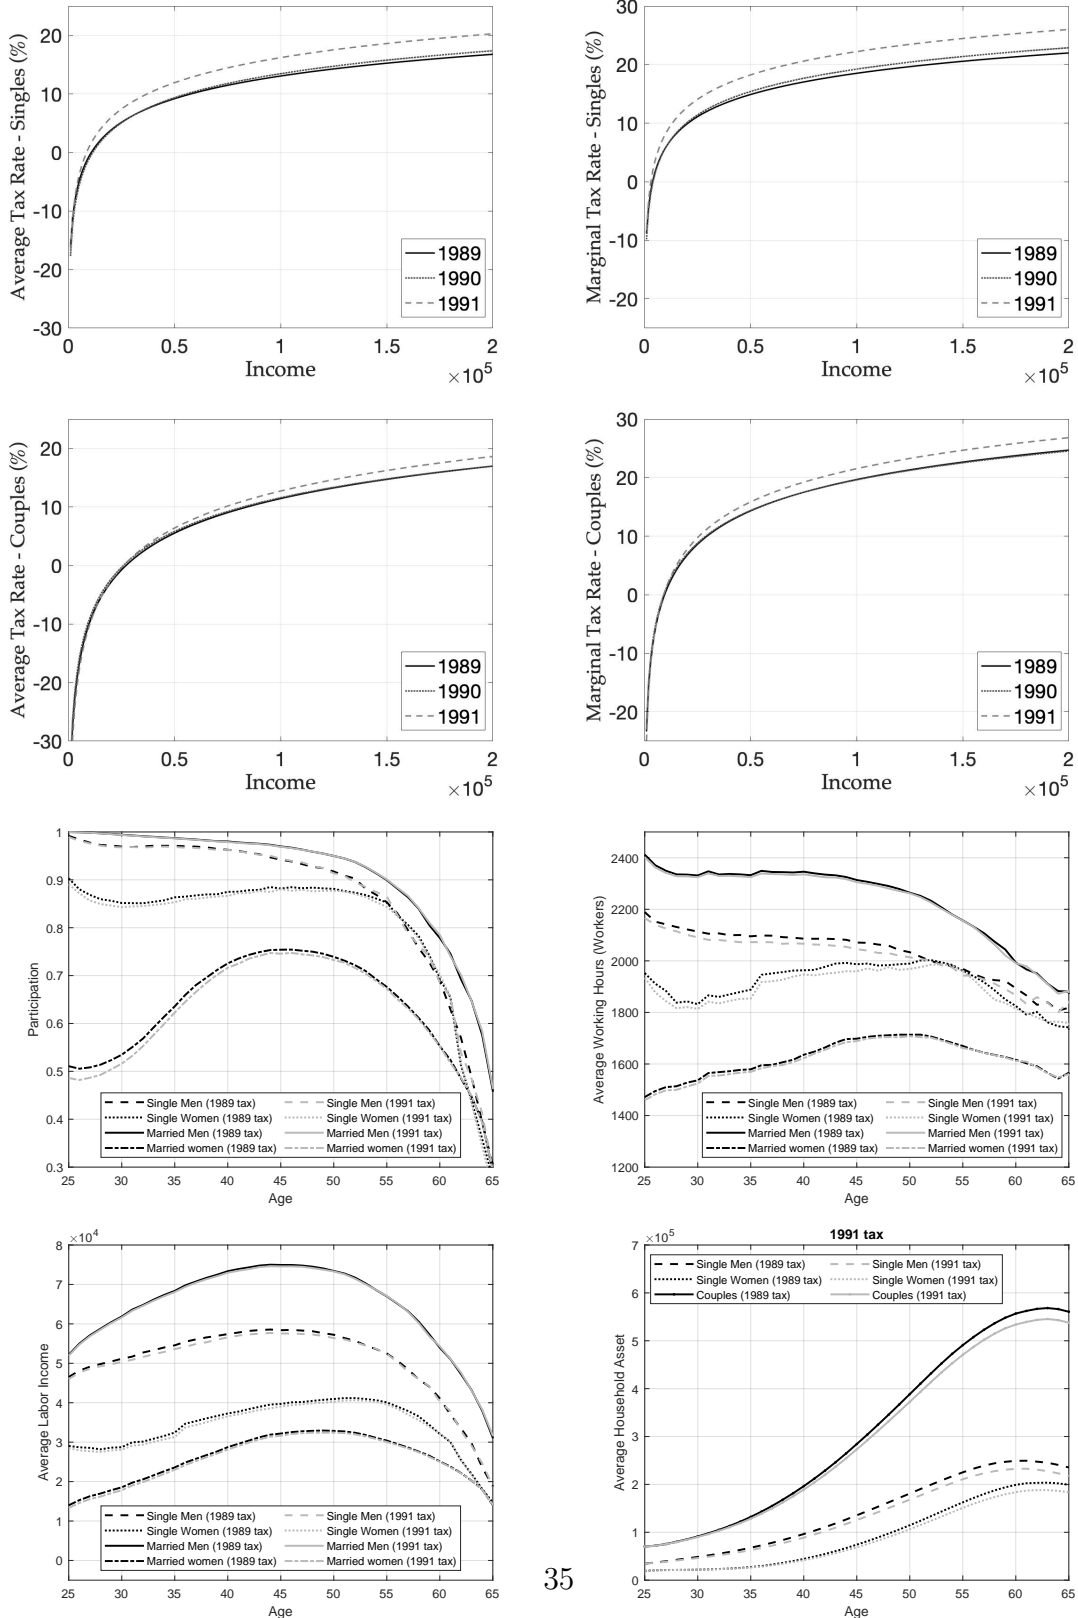 Average Tax Rate - Singles (%)
20
10
0
-10
-20
-30
0
0.5
1
1.5
2
Income
×10^5
1989
1990
1991
Marginal Tax Rate - Singles (%)
30
20
10
0
-10
-20
0
0.5
1
1.5
2
Income
×10^5
1989
1990
1991
Average Tax Rate - Couples (%)
20
10
0
-10
-20
-30
0
0.5
1
1.5
2
Income
×10^5
1989
1990
1991
Marginal Tax Rate - Couples (%)
30
20
10
0
-10
-20
0
0.5
1
1.5
2
Income
×10^5
1989
1990
1991
Participation
1
0.9
0.8
0.7
0.6
0.5
0.4
0.3
25
30
35
40
45
50
55
60
65
Age
Single Men (1989 tax)
Single Women (1989 tax)
Married Men (1989 tax)
Married women (1989 tax)
Single Men (1991 tax)
Single Women (1991 tax)
Married Men (1991 tax)
Married women (1991 tax)
Average Working Hours (Workers)
2400
2200
2000
1800
1600
1400
1200
25
30
35
40
45
50
55
60
65
Age
Single Men (1989 tax)
Single Women (1989 tax)
Married Men (1989 tax)
Married women (1989 tax)
Single Men (1991 tax)
Single Women (1991 tax)
Married Men (1991 tax)
Married women (1991 tax)
×10^4
Average Labor Income
8
7
6
5
4
3
2
1
0
25
30
35
40
45
50
55
60
65
Age
Single Men (1989 tax)
Single Women (1989 tax)
Married Men (1989 tax)
Married women (1989 tax)
Single Men (1991 tax)
Single Women (1991 tax)
Married Men (1991 tax)
Married women (1991 tax)
1991 tax
×10^5
Average Household Asset
7
6
5
4
3
2
1
0
25
30
35
40
45
50
55
60
65
Age
Single Men (1989 tax)
Single Women (1989 tax)
Couples (1989 tax)
Single Men (1991 tax)
Single Women (1991 tax)
Couples (1991 tax)
35